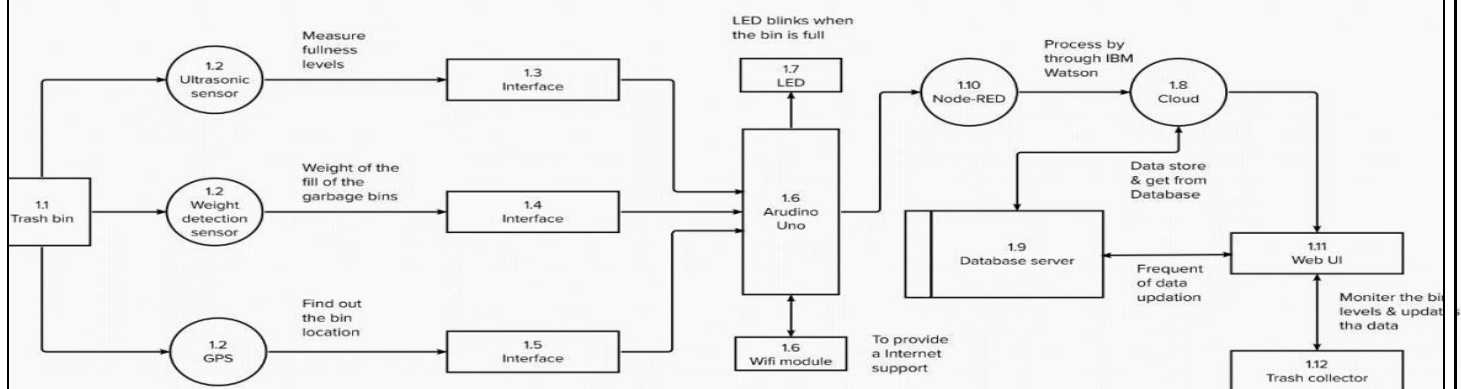 LED blinks when
the bin is full
Measure
fullness
levels
1.2
Ultrasonic
sensor
1.3
Interface
1.7
LED
1.10
Node-RED
Process by
through IBM
Watson
1.8
Cloud
1.1
Trash bin
1.2
Weight
detection
sensor
Weight of the
fill of the
garbage bins
1.4
Interface
1.6
Arudino
Uno
Data store
& get from
Database
1.9
Database server
Frequent
of data
updation
1.11
Web UI
Moniter the bin
levels & updates
tha data
1.2
GPS
Find out
the bin
location
1.5
Interface
1.6
Wifi module
To provide
a Internet
support
1.12
Trash collector